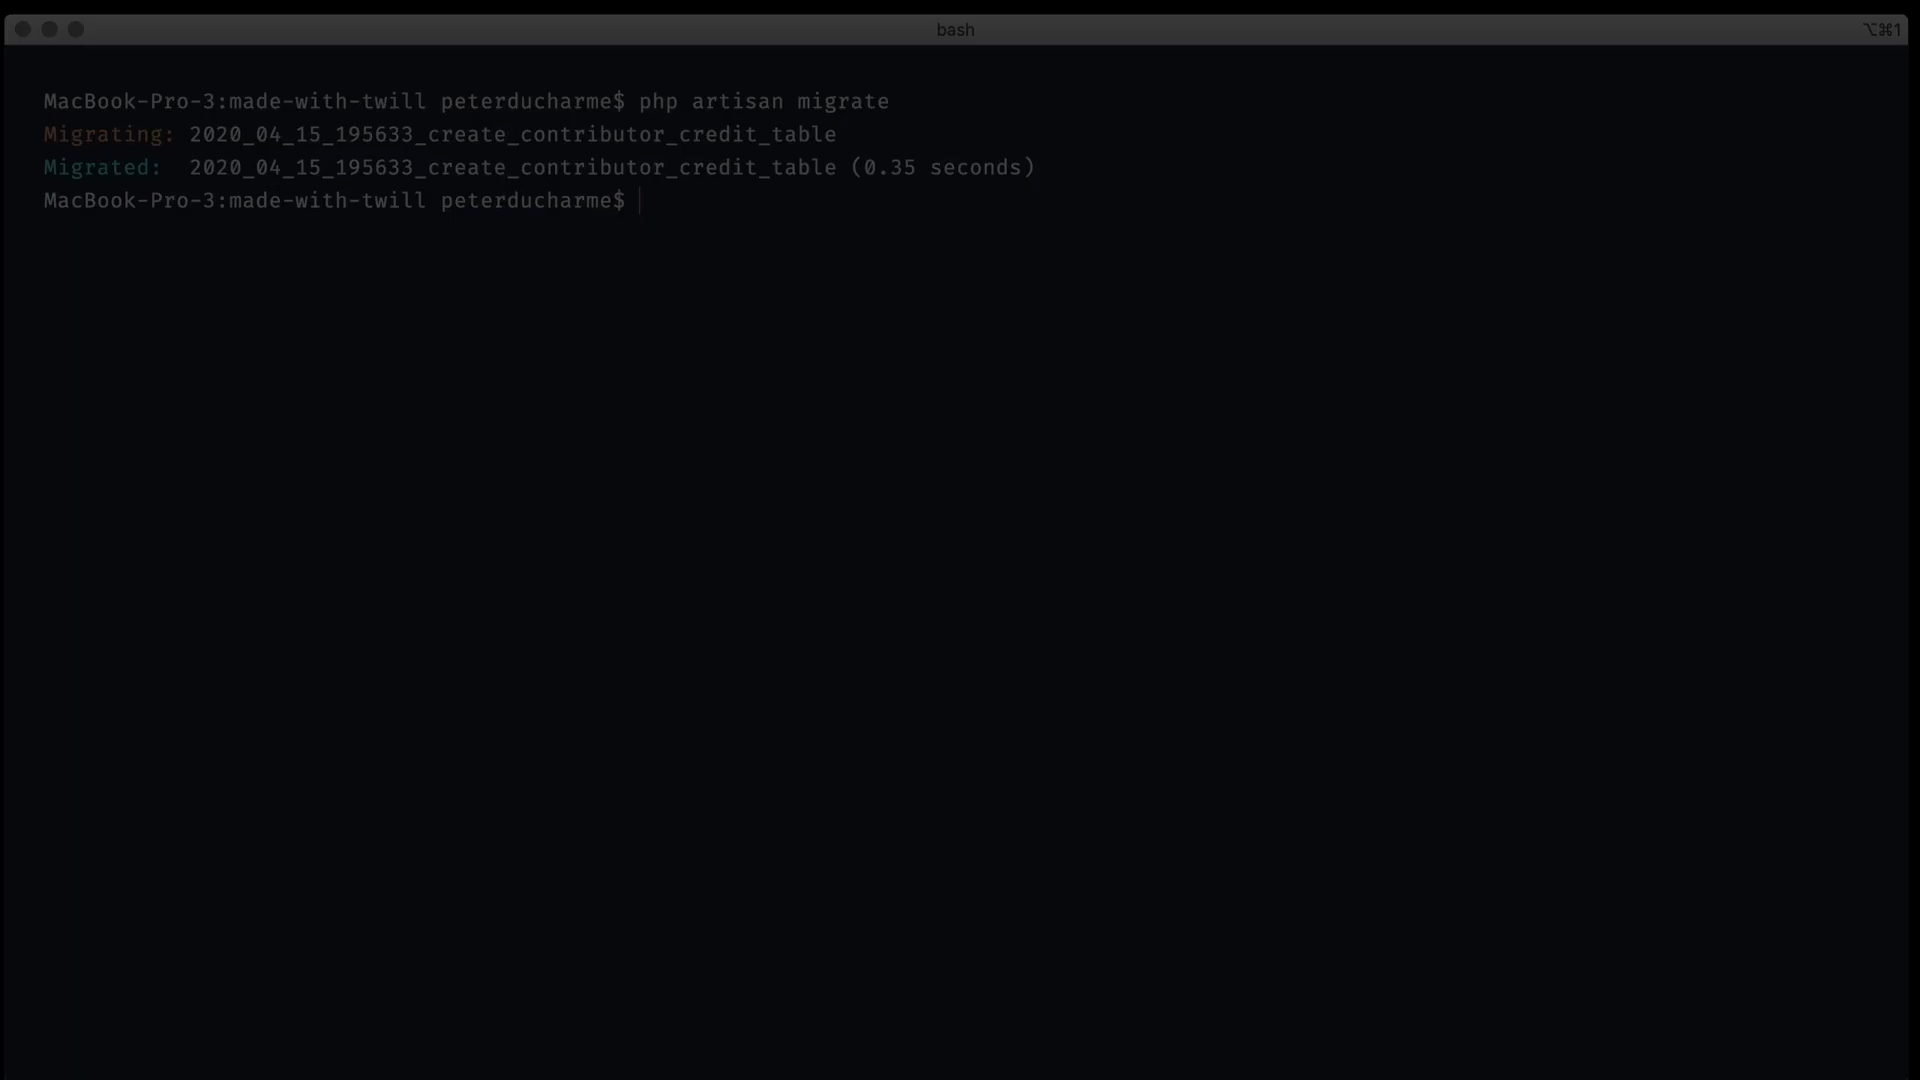 bash
⌥⌘1
MacBook-Pro-3:made-with-twill peterducharme$ php artisan migrate
Migrating: 2020_04_15_195633_create_contributor_credit_table
Migrated:  2020_04_15_195633_create_contributor_credit_table (0.35 seconds)
MacBook-Pro-3:made-with-twill peterducharme$